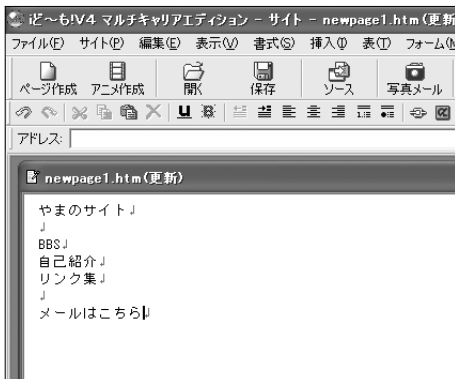 iど～も!V4 マルチキャリアエディション - サイト - newpage1.htm(更新
ファイル(F) サイト(P) 編集(E) 表示(V) 書式(S) 挿入(I) 表(T) フォーム(M
ページ作成 アニメ作成 開く 保存 ソース 写真メール
アドレス:
newpage1.htm(更新)
やまのサイト↲
↲
BBS↲
自己紹介↲
リンク集↲
↲
メールはこちら↲